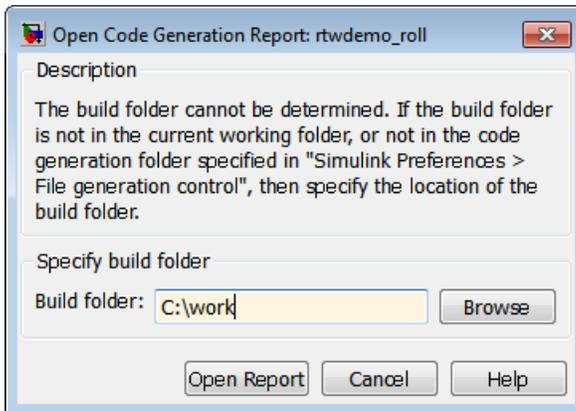 Open Code Generation Report: rtwdemo_roll
Description
The build folder cannot be determined. If the build folder
is not in the current working folder, or not in the code
generation folder specified in "Simulink Preferences >
File generation control", then specify the location of the
build folder.
Specify build folder
Build folder: C:\work Browse
Open Report Cancel Help